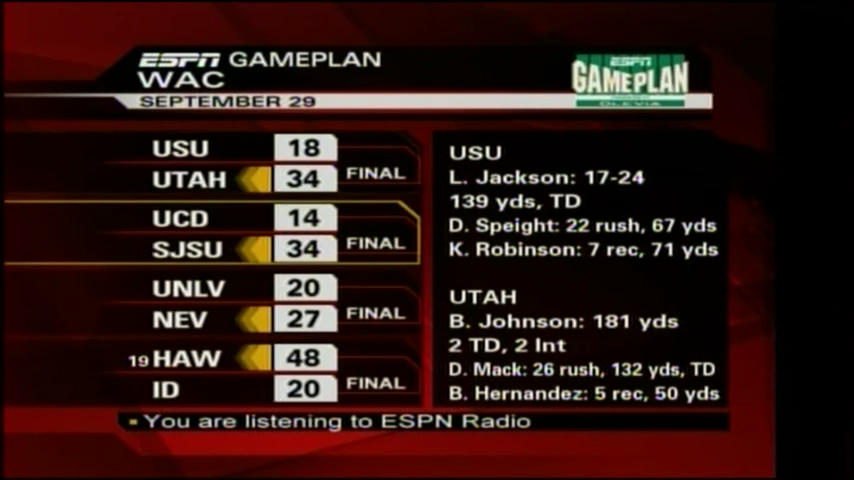 ESPN GAMEPLAN
WAC
SEPTEMBER 29
ESPN
GAMEPLAN
OLEVIA
USU 18
UTAH 34 FINAL
UCD 14
SJSU 34 FINAL
UNLV 20
NEV 27 FINAL
19 HAW 48
ID 20 FINAL
USU
L. Jackson: 17-24
139 yds, TD
D. Speight: 22 rush, 67 yds
K. Robinson: 7 rec, 71 yds
UTAH
B. Johnson: 181 yds
2 TD, 2 Int
D. Mack: 26 rush, 132 yds, TD
B. Hernandez: 5 rec, 50 yds
You are listening to ESPN Radio